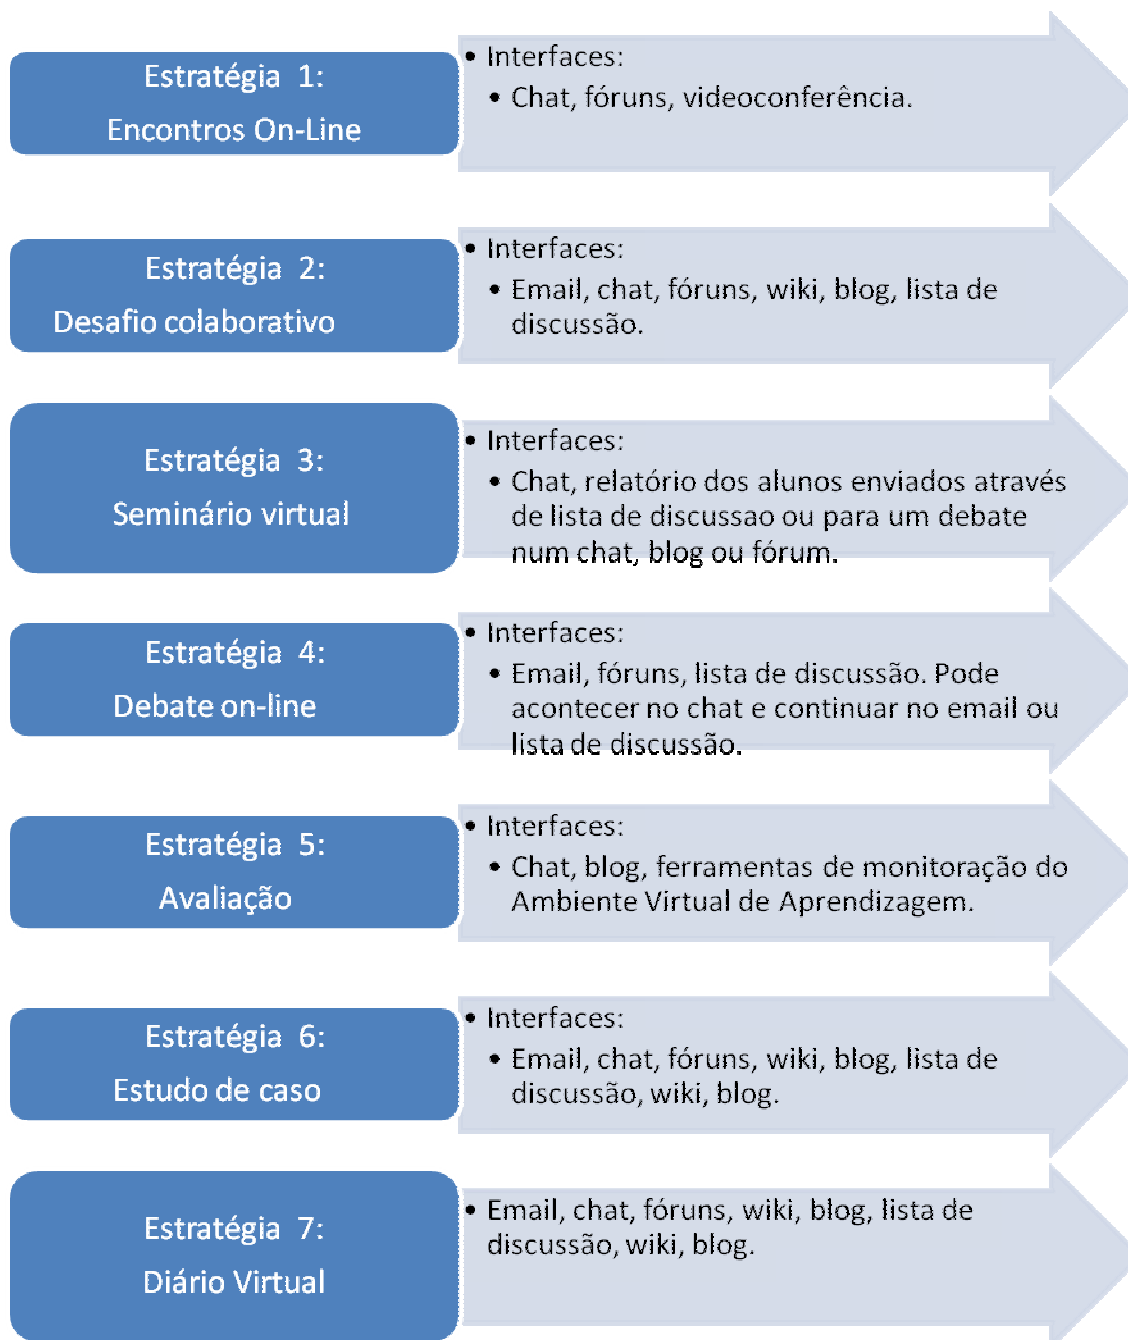 Estratégia 1:
Encontros On-Line
• Interfaces:
• Chat, fóruns, videoconferência.
Estratégia 2:
Desafio colaborativo
• Interfaces:
• Email, chat, fóruns, wiki, blog, lista de
discussão.
Estratégia 3:
Seminário virtual
• Interfaces:
• Chat, relatório dos alunos enviados através
de lista de discussao ou para um debate
num chat, blog ou fórum.
Estratégia 4:
Debate on-line
• Interfaces:
• Email, fóruns, lista de discussão. Pode
acontecer no chat e continuar no email ou
lista de discussão.
Estratégia 5:
Avaliação
• Interfaces:
• Chat, blog, ferramentas de monitoração do
Ambiente Virtual de Aprendizagem.
Estratégia 6:
Estudo de caso
• Interfaces:
• Email, chat, fóruns, wiki, blog, lista de
discussão, wiki, blog.
Estratégia 7:
Diário Virtual
• Email, chat, fóruns, wiki, blog, lista de
discussão, wiki, blog.